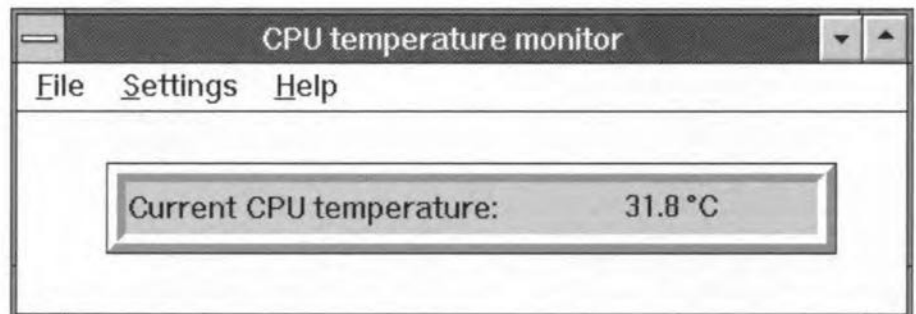 CPU temperature monitor
File Settings Help
Current CPU temperature: 31.8 °C